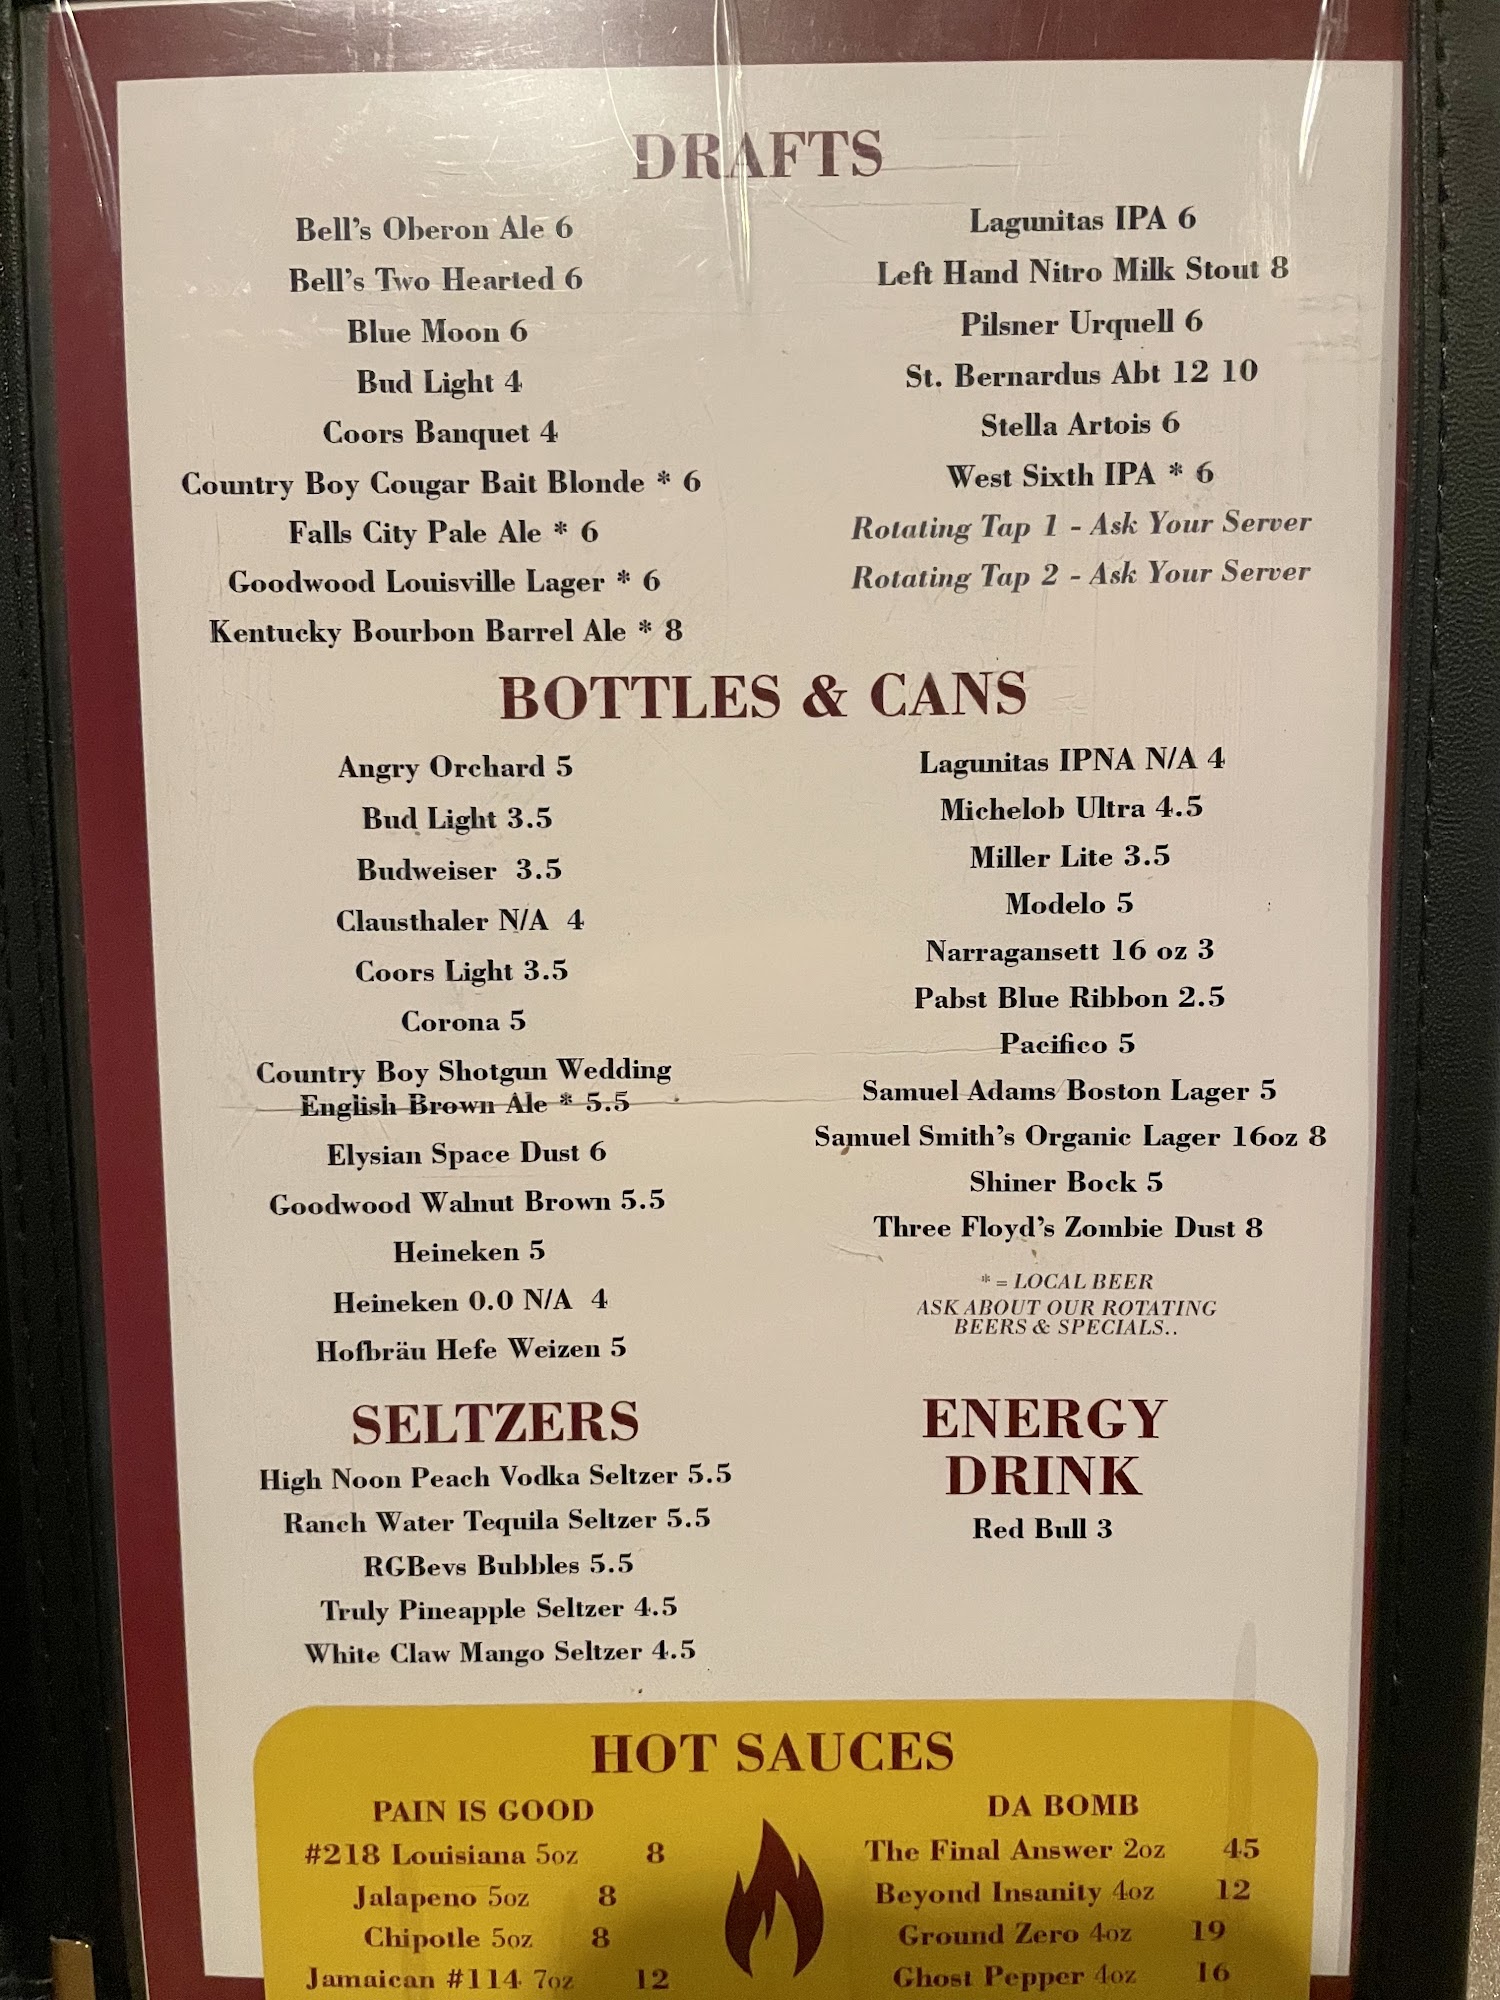 DRAFTS
Bell's Oberon Ale 6
Bell's Two Hearted 6
Blue Moon 6
Bud Light 4
Coors Banquet 4
Country Boy Cougar Bait Blonde * 6
Falls City Pale Ale * 6
Goodwood Louisville Lager * 6
Kentucky Bourbon Barrel Ale * 8
Lagunitas IPA 6
Left Hand Nitro Milk Stout 8
Pilsner Urquell 6
St. Bernardus Abt 12 10
Stella Artois 6
West Sixth IPA * 6
Rotating Tap 1 - Ask Your Server
Rotating Tap 2 - Ask Your Server
BOTTLES & CANS
Angry Orchard 5
Bud Light 3.5
Budweiser 3.5
Clausthaler N/A 4
Coors Light 3.5
Corona 5
Country Boy Shotgun Wedding
English Brown Ale * 5.5
Elysian Space Dust 6
Goodwood Walnut Brown 5.5
Heineken 5
Heineken 0.0 N/A 4
Hofbräu Hefe Weizen 5
Lagunitas IPNA N/A 4
Michelob Ultra 4.5
Miller Lite 3.5
Modelo 5
Narragansett 16 oz 3
Pabst Blue Ribbon 2.5
Pacifico 5
Samuel Adams Boston Lager 5
Samuel Smith's Organic Lager 16oz 8
Shiner Bock 5
Three Floyd's Zombie Dust 8
* = LOCAL BEER
ASK ABOUT OUR ROTATING
BEERS & SPECIALS..
SELTZERS
High Noon Peach Vodka Seltzer 5.5
Ranch Water Tequila Seltzer 5.5
RGBevs Bubbles 5.5
Truly Pineapple Seltzer 4.5
White Claw Mango Seltzer 4.5
ENERGY
DRINK
Red Bull 3
HOT SAUCES
PAIN IS GOOD
#218 Louisiana 5oz 8
Jalapeno 5oz 8
Chipotle 5oz 8
Jamaican #114 7oz 12
DA BOMB
The Final Answer 2oz 45
Beyond Insanity 4oz 12
Ground Zero 4oz 19
Ghost Pepper 4oz 16